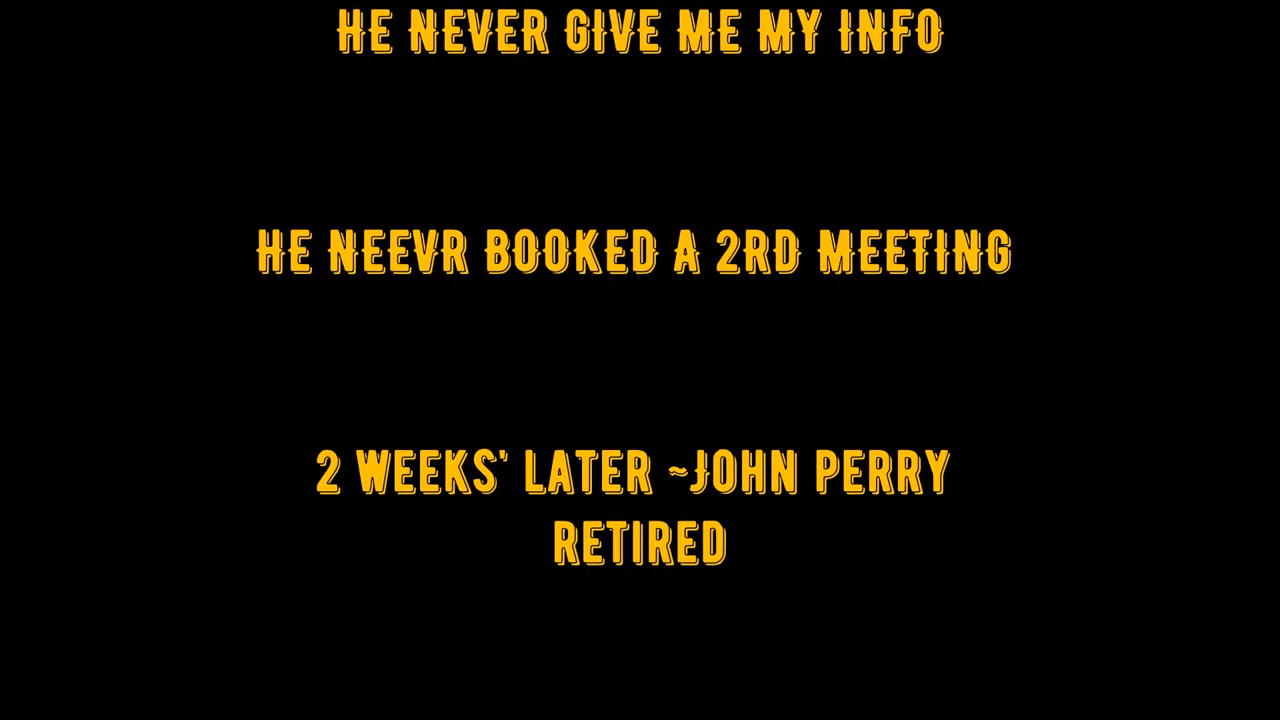 HE NEVER GIVE ME MY INFO
HE NEEVR BOOKED A 2RD MEETING
2 WEEKS' LATER ~JOHN PERRY
RETIRED